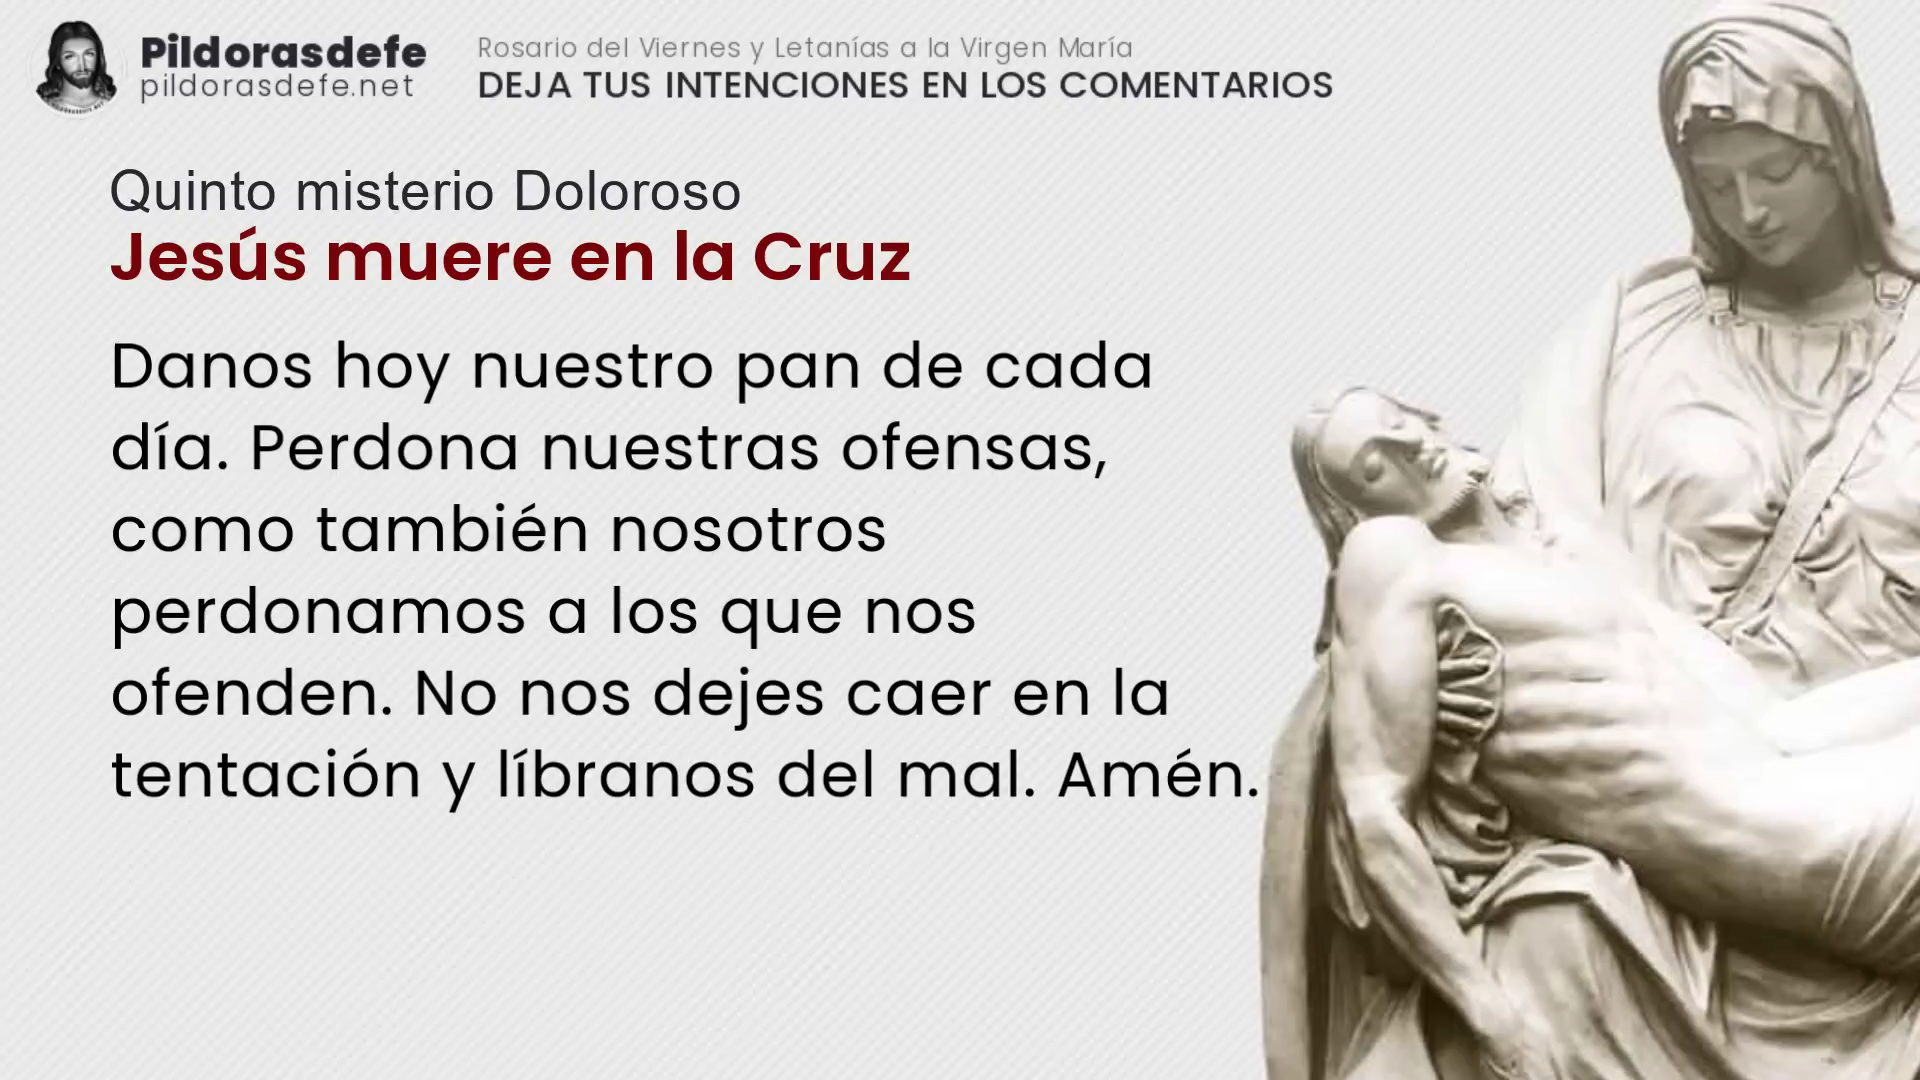 Pildorasdefe
pildorasdefe.net
Rosario del Viernes y Letanías a la Virgen María
DEJA TUS INTENCIONES EN LOS COMENTARIOS
Quinto misterio Doloroso
Jesús muere en la Cruz
Danos hoy nuestro pan de cada
día. Perdona nuestras ofensas,
como también nosotros
perdonamos a los que nos
ofenden. No nos dejes caer en la
tentación y líbranos del mal. Amén.